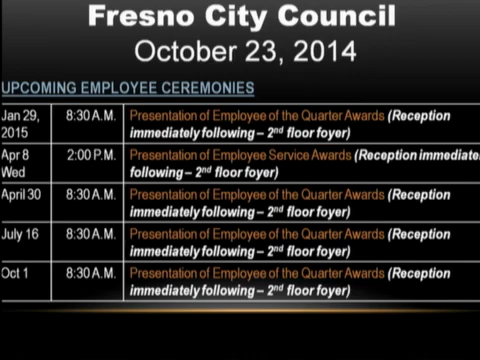 Fresno City Council
October 23, 2014
UPCOMING EMPLOYEE CEREMONIES
Jan 29, 2015 8:30 A.M. Presentation of Employee of the Quarter Awards (Reception
immediately following – 2nd floor foyer)
Apr 8 Wed 2:00 P.M. Presentation of Employee Service Awards (Reception immediate
following – 2nd floor foyer)
April 30 8:30 A.M. Presentation of Employee of the Quarter Awards (Reception
immediately following – 2nd floor foyer)
July 16 8:30 A.M. Presentation of Employee of the Quarter Awards (Reception
immediately following – 2nd floor foyer)
Oct 1 8:30 A.M. Presentation of Employee of the Quarter Awards (Reception
immediately following – 2nd floor foyer)